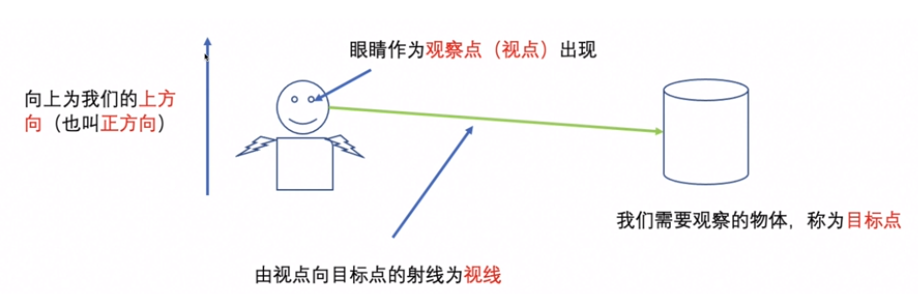 眼睛作为观察点（视点）出现
向上为我们的上方
向（也叫正方向）
我们需要观察的物体，称为目标点
由视点向目标点的射线为视线